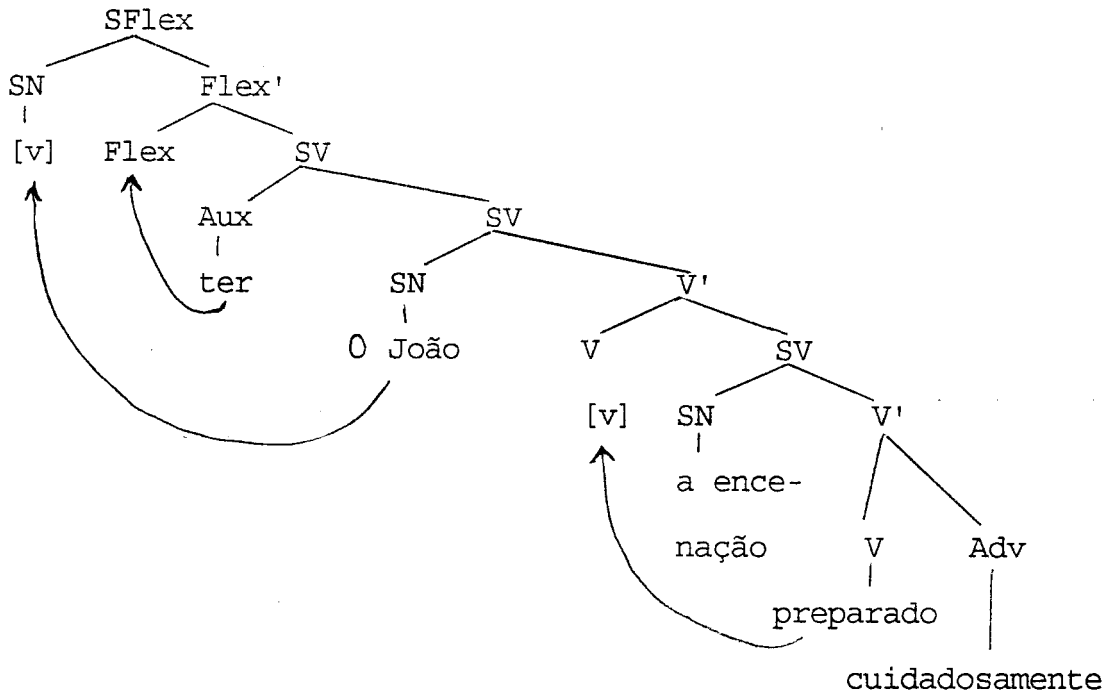 SFlex
SN Flex'
[v] Flex SV
Aux SV
ter SN V'
O João V SV
[v] SN V'
a ence-
nação V Adv
preparado
cuidadosamente